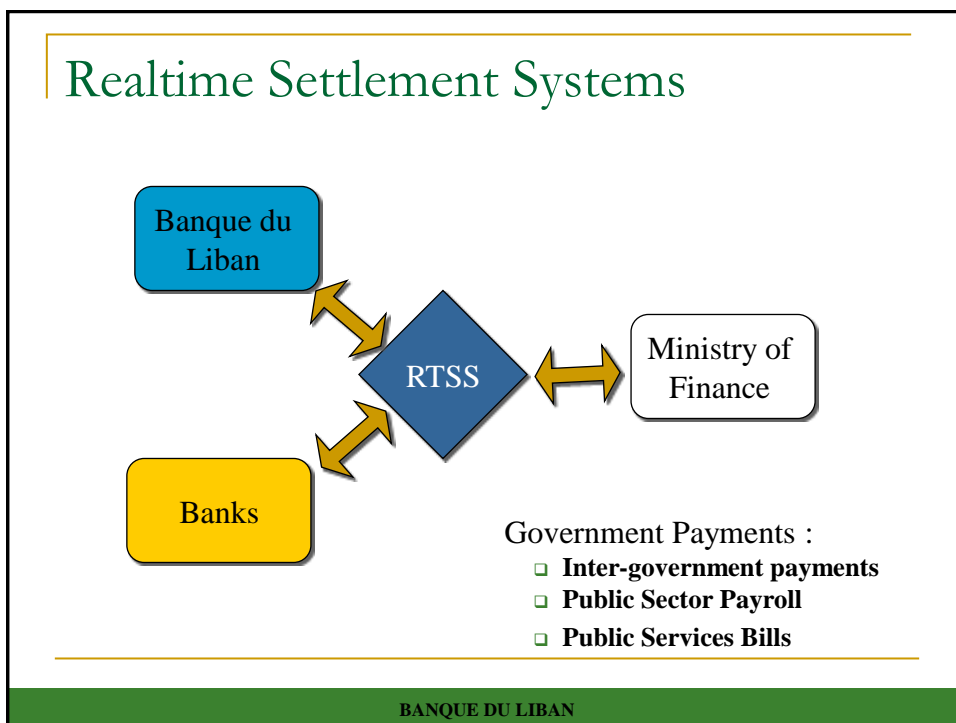 Realtime Settlement Systems
Banque du
Liban
RTSS
Ministry of
Finance
Banks
Government Payments :
Inter-government payments
Public Sector Payroll
Public Services Bills
BANQUE DU LIBAN